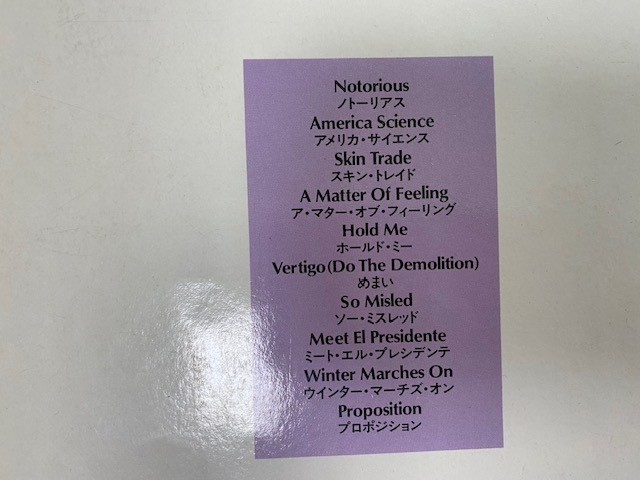 Notorious
ノトーリアス
America Science
アメリカ・サイエンス
Skin Trade
スキン・トレイド
A Matter Of Feeling
ア・マター・オブ・フィーリング
Hold Me
ホールド・ミー
Vertigo(Do The Demolition)
めまい
So Misled
ソー・ミスレッド
Meet El Presidente
ミート・エル・プレシデンテ
Winter Marches On
ウインター・マーチズ・オン
Proposition
プロポジション